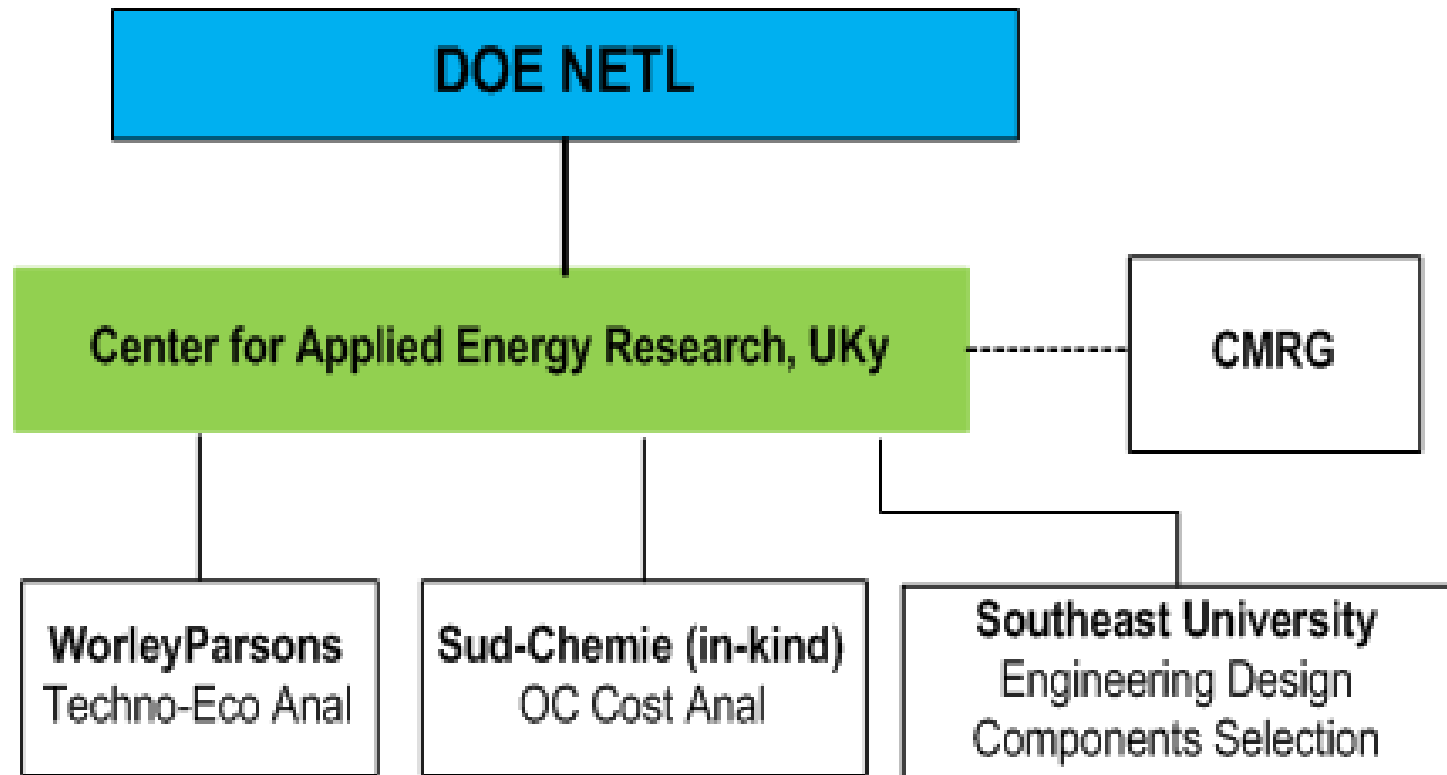 DOE NETL
Center for Applied Energy Research, UKy
CMRG
WorleyParsons
Techno-Eco Anal
Sud-Chemie (in-kind)
OC Cost Anal
Southeast University
Engineering Design
Components Selection